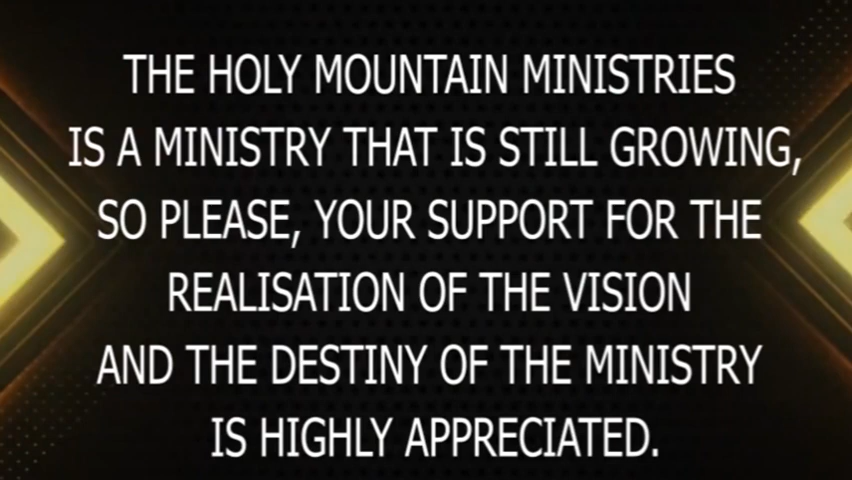 THE HOLY MOUNTAIN MINISTRIES
IS A MINISTRY THAT IS STILL GROWING,
SO PLEASE, YOUR SUPPORT FOR THE
REALISATION OF THE VISION
AND THE DESTINY OF THE MINISTRY
IS HIGHLY APPRECIATED.